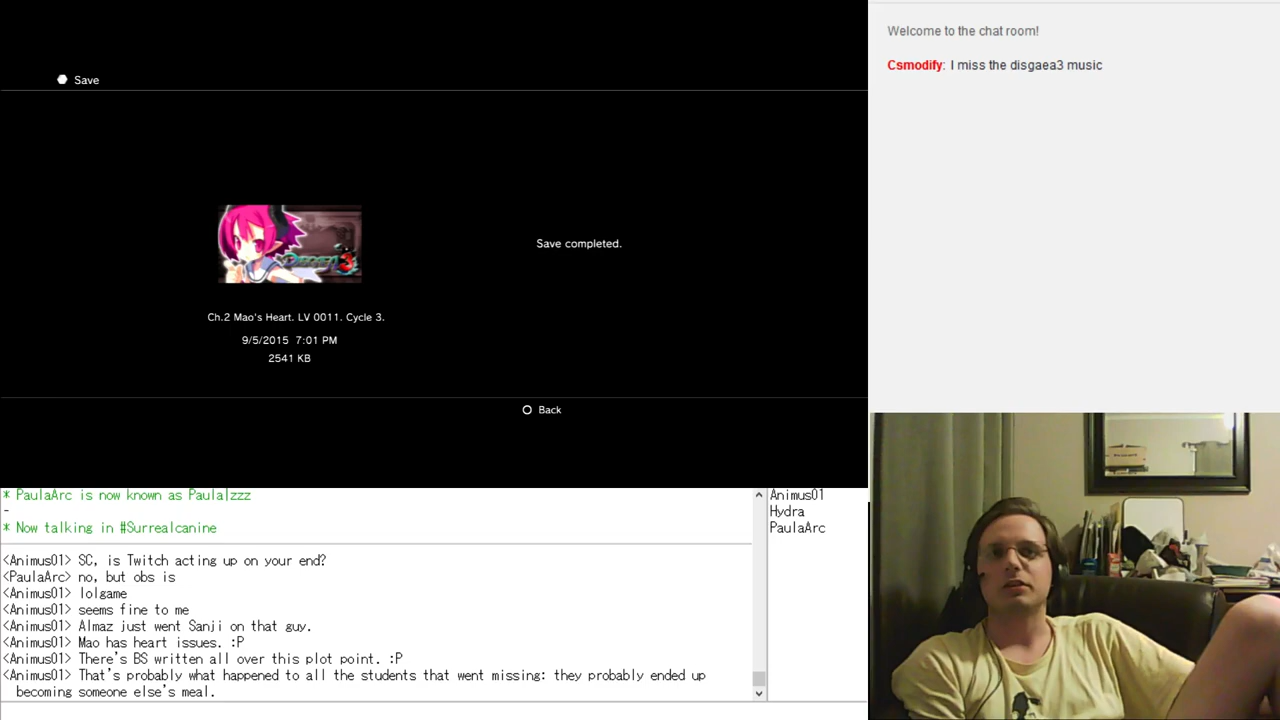 Save
Save completed.
Ch.2 Mao's Heart. LV 0011. Cycle 3.
9/5/2015 7:01 PM
2541 KB
Back
Welcome to the chat room!
Csmodify: I miss the disgaea3 music
* PaulaArc is now known as Paula|zzz
-
* Now talking in #Surrealcanine
<Animus01> SC, is Twitch acting up on your end?
<PaulaArc> no, but obs is
<Animus01> lolgame
<Animus01> seems fine to me
<Animus01> Almaz just went Sanji on that guy.
<Animus01> Mao has heart issues. :P
<Animus01> There's BS written all over this plot point. :P
<Animus01> That's probably what happened to all the students that went missing: they probably ended up
becoming someone else's meal.
Animus01
Hydra
PaulaArc